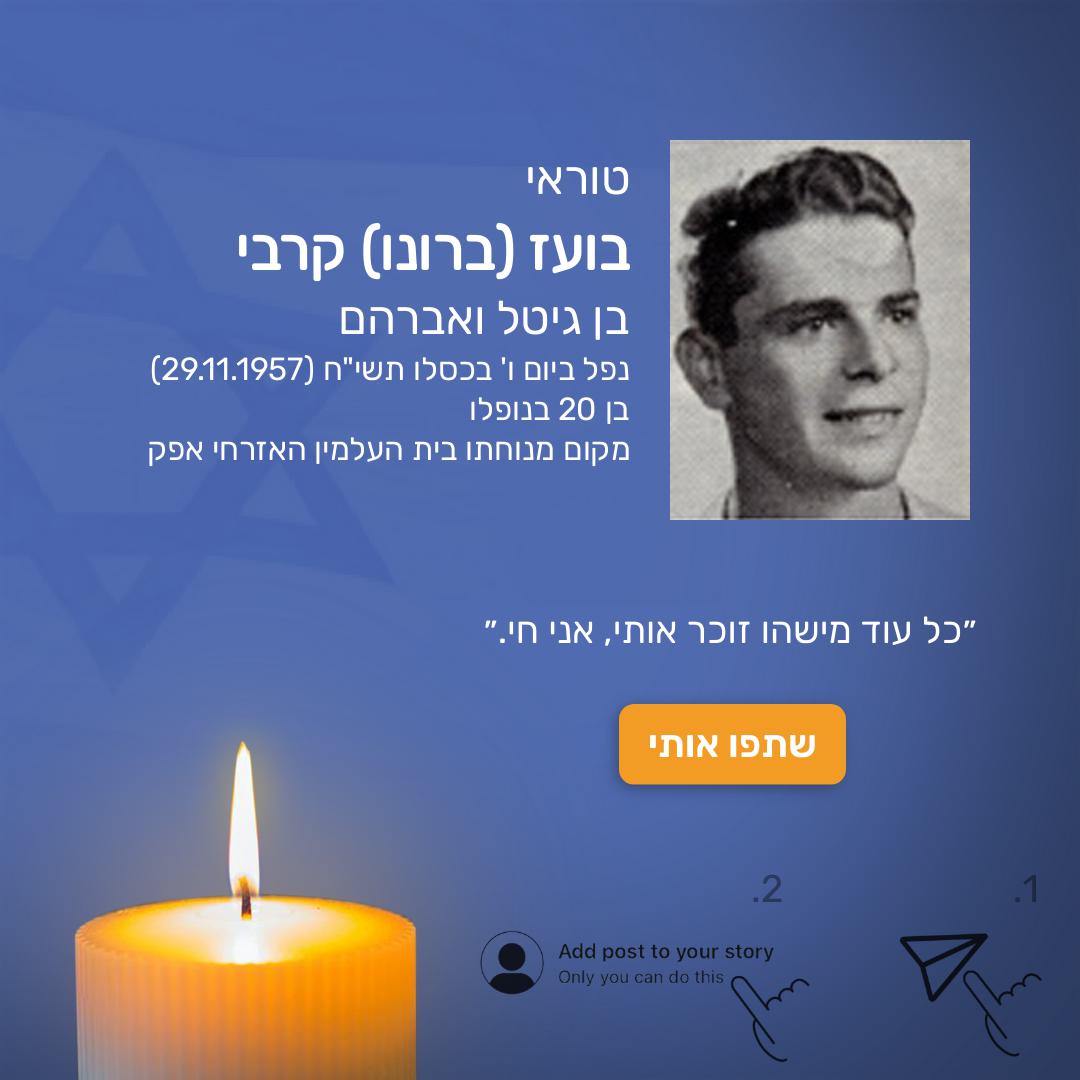 טוראי
בועז (ברונו) קרבי
בן גיטל ואברהם
נפל ביום ו' בכסלו תשי"ח (29.11.1957)
בן 20 בנופלו
מקום מנוחתו בית העלמין האזרחי אפק
״כל עוד מישהו זוכר אותי, אני חי.״
שתפו אותי
1.
2.
Add post to your story
Only you can do this